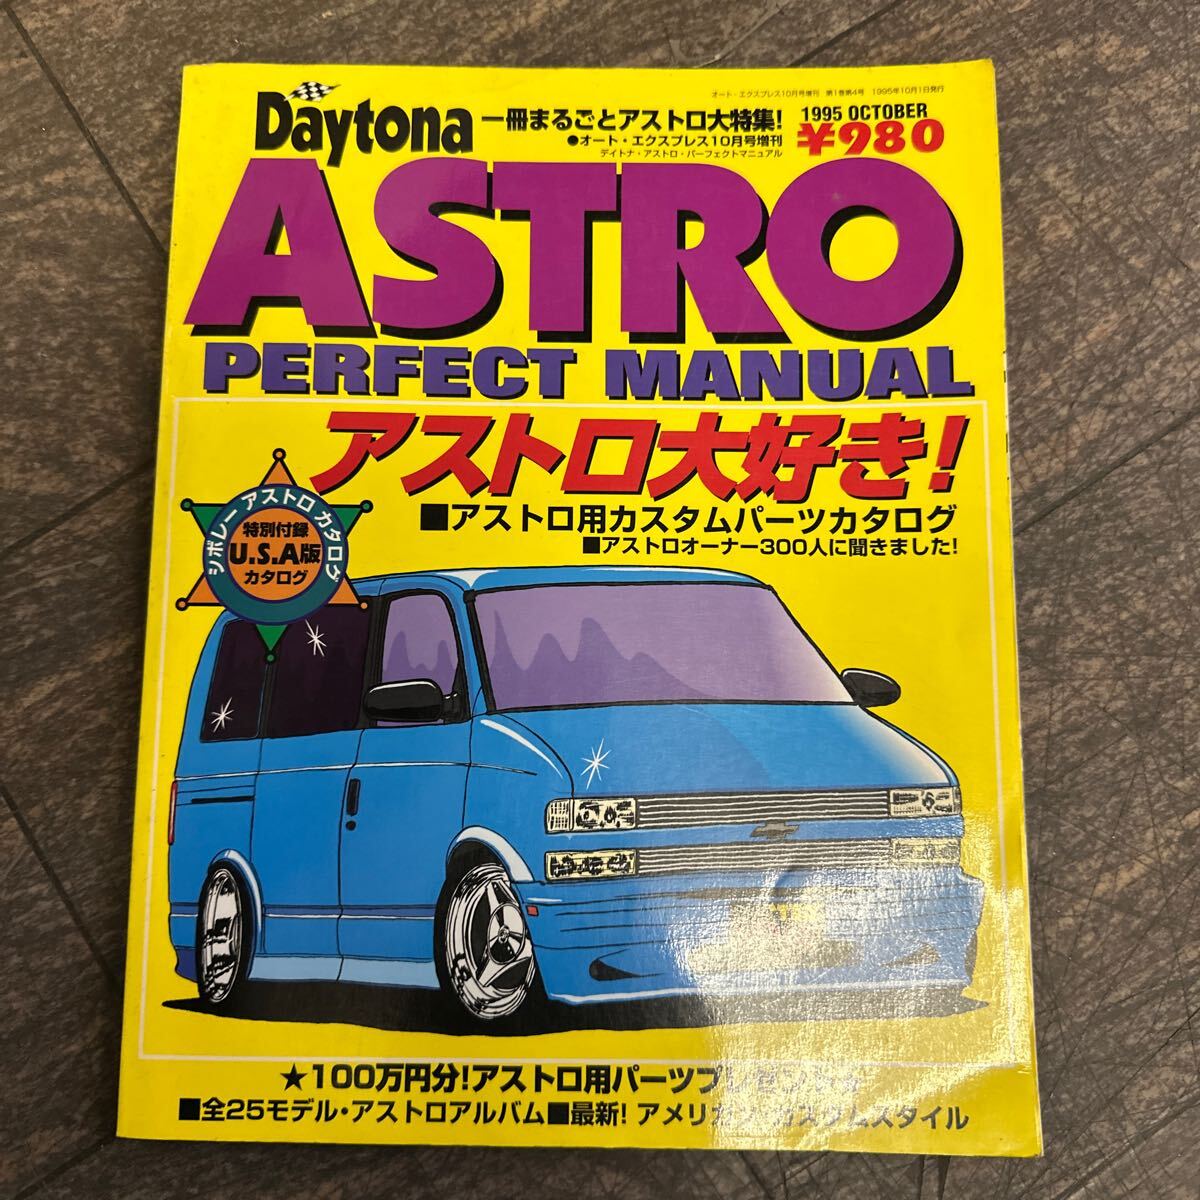 オート・エクスプレス10月号増刊 第1巻第4号 1995年10月1日発行
Daytona
一冊まるごとアストロ大特集!
1995 OCTOBER
●オート・エクスプレス10月号増刊
¥980
デイトナ・アストロ・パーフェクトマニュアル
ASTRO
PERFECT MANUAL
アストロ大好き!
■アストロ用カスタムパーツカタログ
■アストロオーナー300人に聞きました!
シボレー アストロ カタログ
特別付録
U.S.A版
カタログ
★100万円分!アストロ用パーツプレゼント★
■全25モデル・アストロアルバム■最新! アメリカン・カスタムスタイル